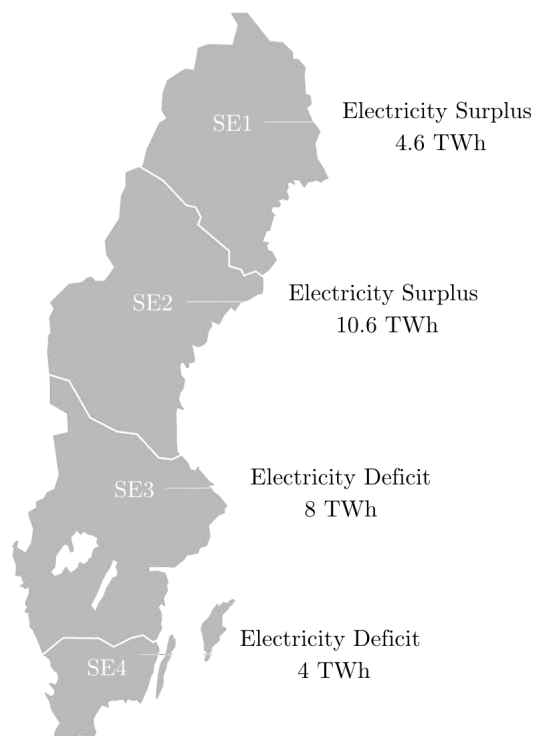 SE1
Electricity Surplus
4.6 TWh
SE2
Electricity Surplus
10.6 TWh
SE3
Electricity Deficit
8 TWh
SE4
Electricity Deficit
4 TWh